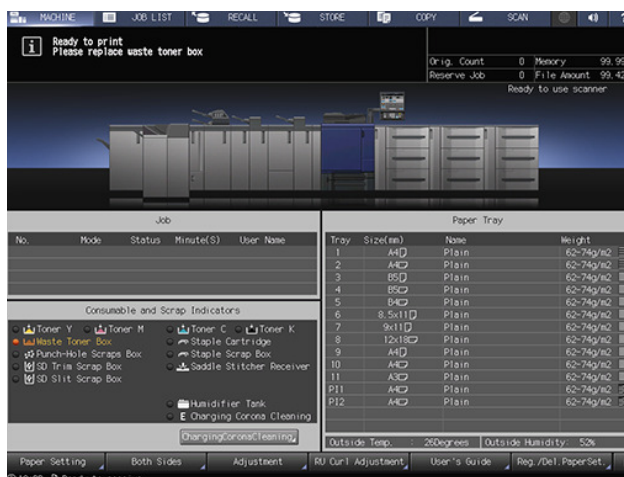 MACHINE JOB LIST RECALL STORE COPY SCAN
Ready to print
Please replace waste toner box
Orig. Count 0 Memory 99.99
Reserve Job 0 File Amount 99.42
Ready to use scanner
Job
No. Mode Status Minute(S) User Name
Paper Tray
Tray Size(mm) Name Weight
1 A4 Plain 62-74g/m2
2 A4 Plain 62-74g/m2
3 B5 Plain 62-74g/m2
4 B5 Plain 62-74g/m2
5 B4 Plain 62-74g/m2
6 8.5x11 Plain 62-74g/m2
7 9x11 Plain 62-74g/m2
8 12x18 Plain 62-74g/m2
9 A4 Plain 62-74g/m2
10 A4 Plain 62-74g/m2
11 A3 Plain 62-74g/m2
PI1 A4 Plain 62-74g/m2
PI2 A4 Plain 62-74g/m2
Outside Temp. : 26Degrees Outside Humidity: 52%
Consumable and Scrap Indicators
Toner Y Toner M Toner C Toner K
Waste Toner Box Staple Cartridge
Punch-Hole Scraps Box Staple Scrap Box
SD Trim Scrap Box Saddle Stitcher Receiver
SD Slit Scrap Box
Humidifier Tank
E Charging Corona Cleaning
ChargingCoronaCleaning
Paper Setting Both Sides Adjustment RU Curl Adjustment User's Guide Reg./Del.PaperSet.